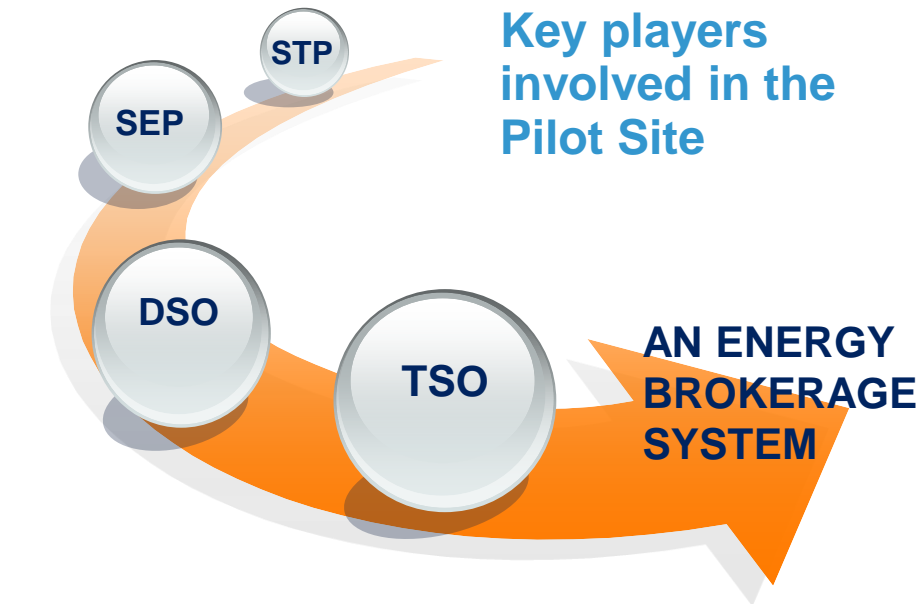 Key players
involved in the
Pilot Site
STP
SEP
DSO
TSO
AN ENERGY
BROKERAGE
SYSTEM